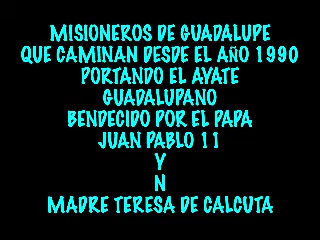 MISIONEROS DE GUADALUPE
QUE CAMINAN DESDE EL AÑO 1990
PORTANDO EL AYATE
GUADALUPANO
BENDECIDO POR EL PAPA
JUAN PABLO 11
Y
N
MADRE TERESA DE CALCUTA